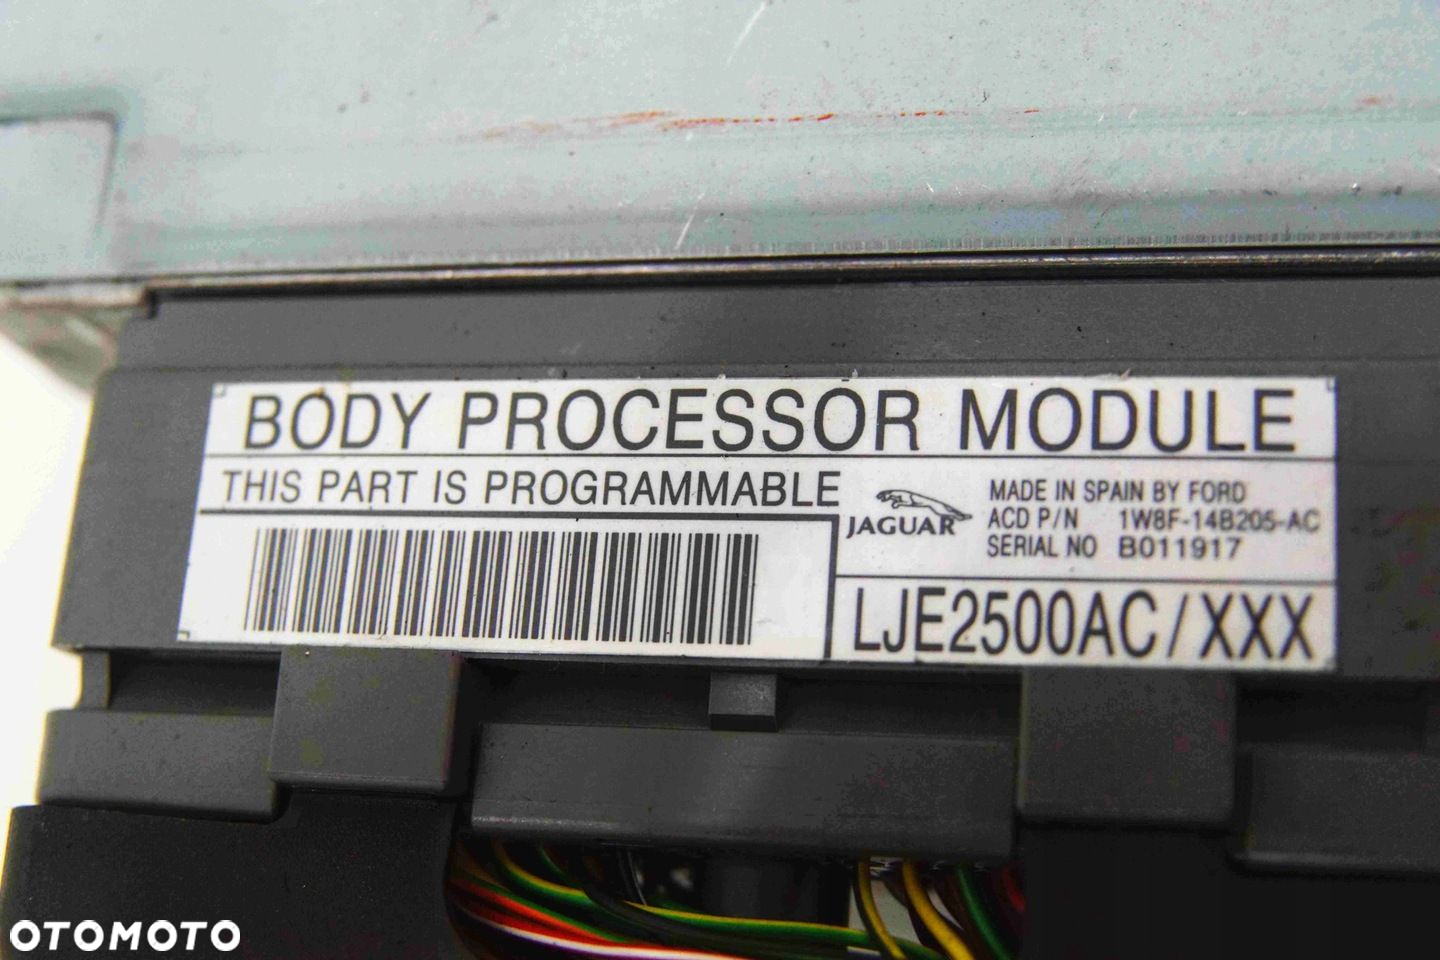 BODY PROCESSOR MODULE
THIS PART IS PROGRAMMABLE
JAGUAR
MADE IN SPAIN BY FORD
ACD P/N 1W8F-14B205-AC
SERIAL NO B011917
LJE2500AC/XXX
OTOMOTO